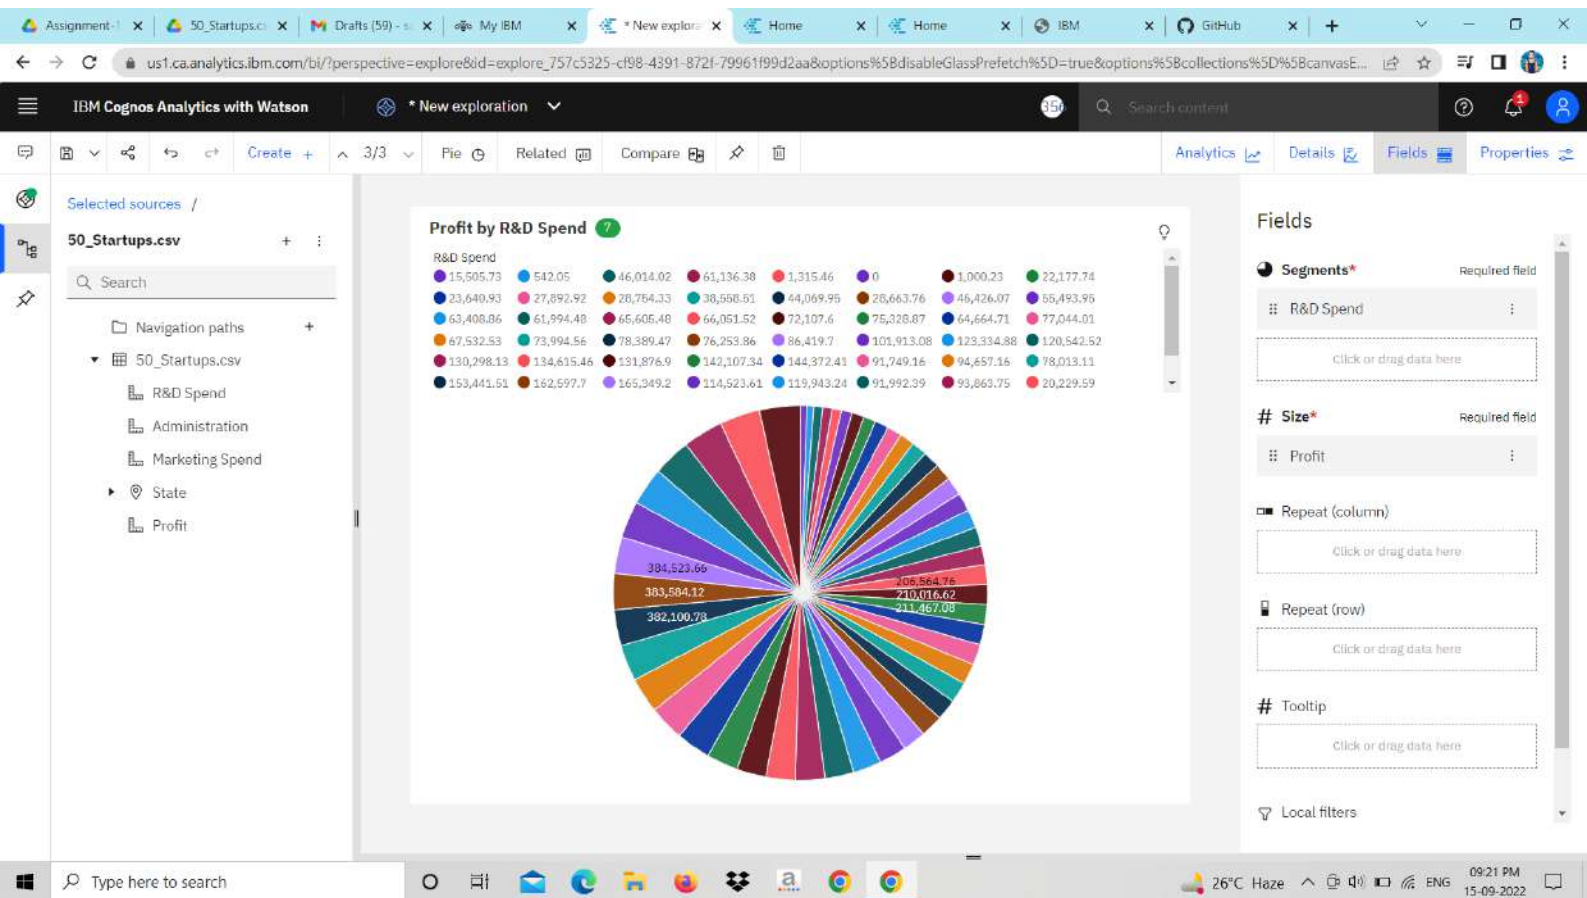 Assignment-1
50_Startups.cs
Drafts (59) - s
My IBM
* New explora
Home
Home
IBM
GitHub
us1.ca.analytics.ibm.com/bi/?perspective=explore&id=explore_757c5325-cf98-4391-872f-79961f99d2aa&options%5BdisableGlassPrefetch%5D=true&options%5Bcollections%5D%5BcanvasE...
IBM Cognos Analytics with Watson
* New exploration
Search content
1
Create +
3/3
Pie
Related
Compare
Analytics
Details
Fields
Properties
Selected sources /
50_Startups.csv
Search
Navigation paths
50_Startups.csv
R&D Spend
Administration
Marketing Spend
State
Profit
Profit by R&D Spend 7
R&D Spend
15,505.73 542.05 46,014.02 61,136.38 1,315.46 0 1,000.23 22,177.74
23,640.93 27,892.92 28,754.33 38,558.51 44,069.95 28,663.76 46,426.07 55,493.95
63,408.86 61,994.48 65,605.48 66,051.52 72,107.6 75,328.87 64,664.71 77,044.01
67,532.53 73,994.56 78,389.47 76,253.86 86,419.7 101,913.08 123,334.88 120,542.52
130,298.13 134,615.46 131,876.9 142,107.34 144,372.41 91,749.16 94,657.16 78,013.11
153,441.51 162,597.7 165,349.2 114,523.61 119,943.24 91,992.39 93,863.75 20,229.59
384,523.66
383,584.12
382,100.78
206,564.76
210,016.62
211,467.08
Fields
Segments* Required field
R&D Spend
Click or drag data here
# Size* Required field
Profit
Repeat (column)
Click or drag data here
Repeat (row)
Click or drag data here
# Tooltip
Click or drag data here
Local filters
Type here to search
26°C Haze
ENG
09:21 PM
15-09-2022